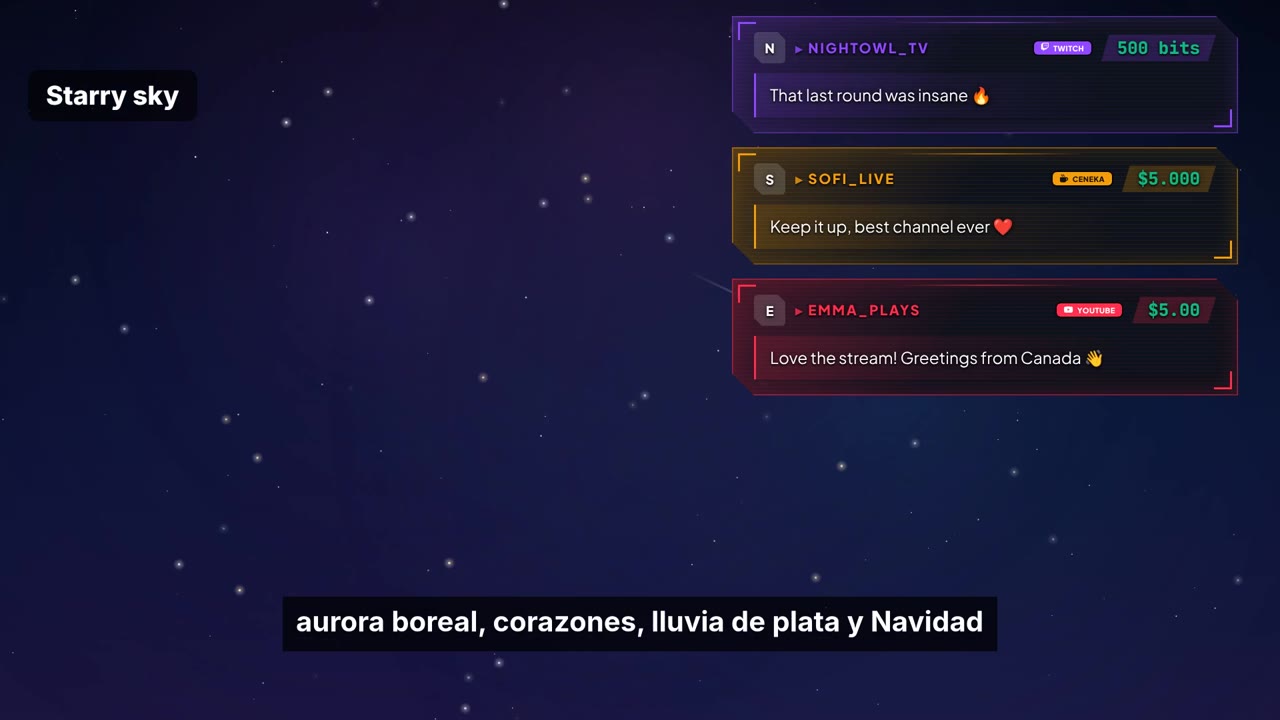 Starry sky
N ▸ NIGHTOWL_TV TWITCH 500 bits
That last round was insane 🔥
S ▸ SOFI_LIVE CENEKA $5.000
Keep it up, best channel ever ❤️
E ▸ EMMA_PLAYS YOUTUBE $5.00
Love the stream! Greetings from Canada 👋
aurora boreal, corazones, lluvia de plata y Navidad